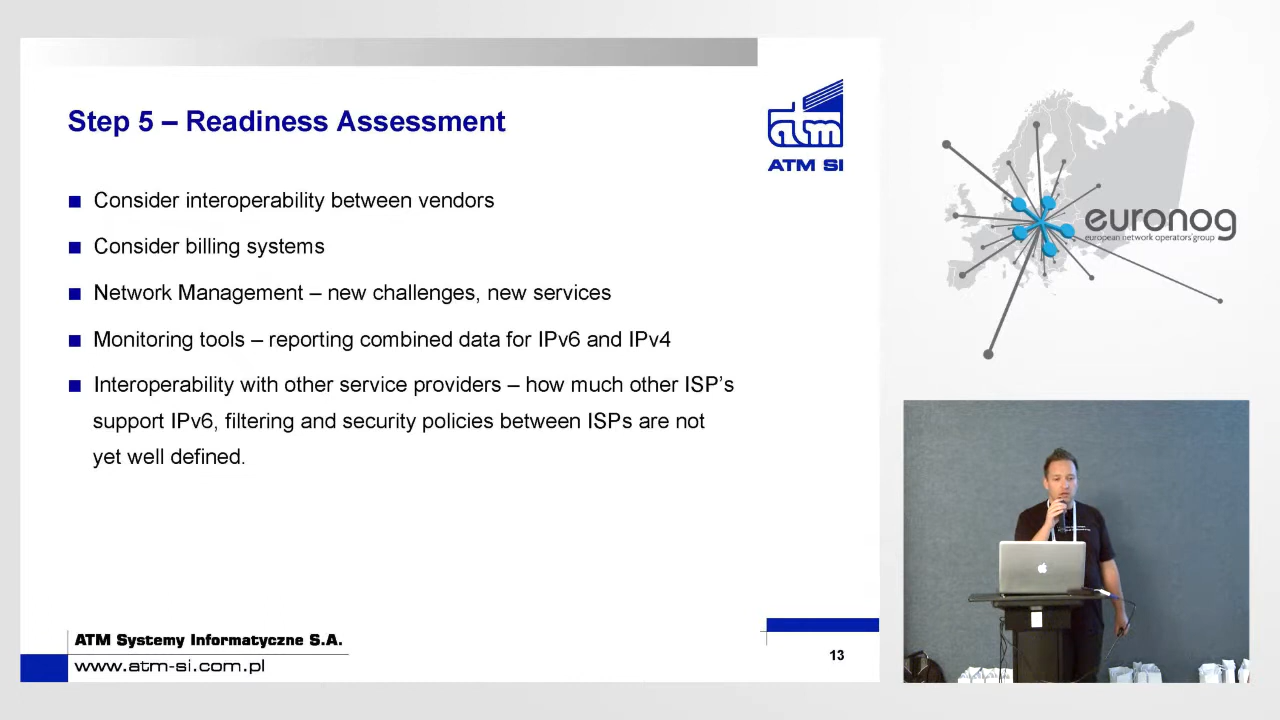 Step 5 – Readiness Assessment
atm
ATM SI
Consider interoperability between vendors
Consider billing systems
Network Management – new challenges, new services
Monitoring tools – reporting combined data for IPv6 and IPv4
Interoperability with other service providers – how much other ISP's
support IPv6, filtering and security policies between ISPs are not
yet well defined.
ATM Systemy Informatyczne S.A.
www.atm-si.com.pl
13
euronog
european network operators' group